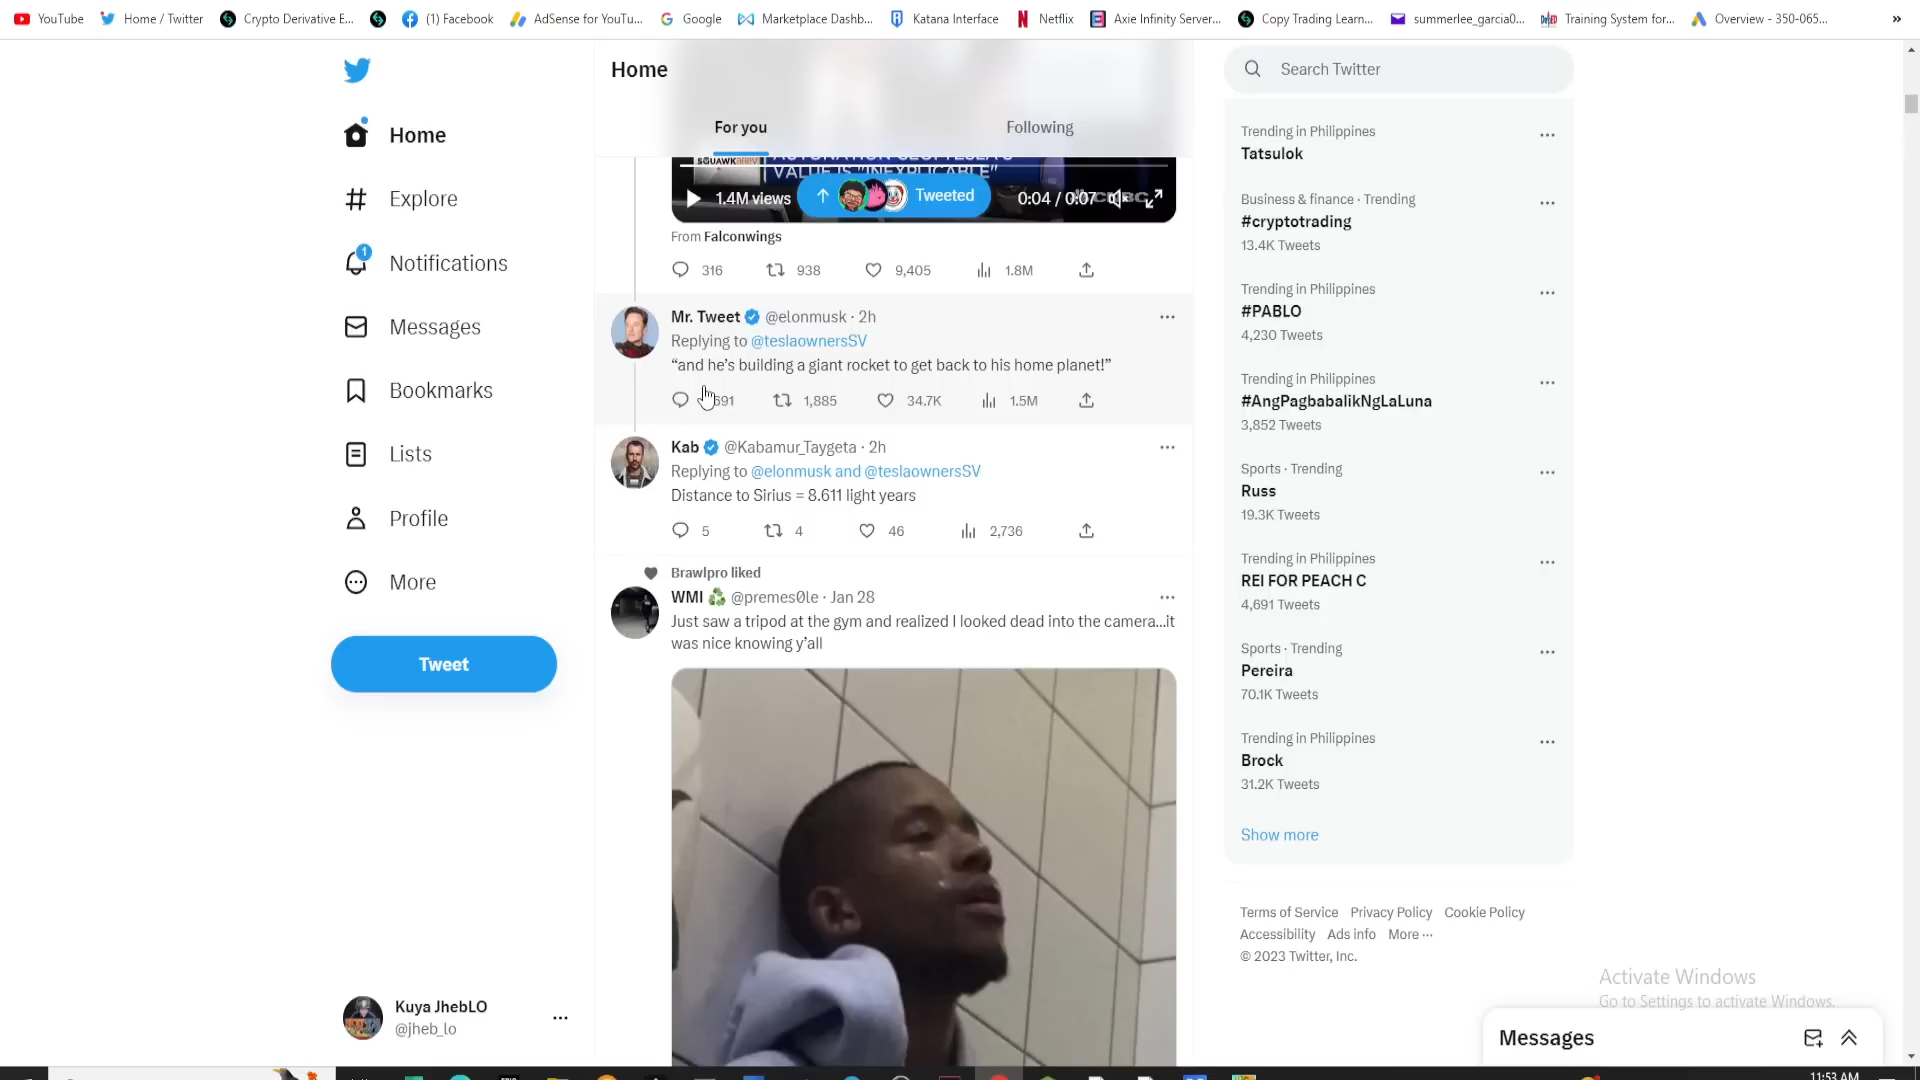 YouTube
Home / Twitter
Crypto Derivative E...
(1) Facebook
AdSense for YouTu...
Google
Marketplace Dashb...
Katana Interface
Netflix
Axie Infinity Server...
Copy Trading Learn...
summerlee_garcia0...
Training System for...
Overview - 350-065...
»
Home
Explore
1
Notifications
Messages
Bookmarks
Lists
Profile
More
Tweet
Kuya JhebLO
@jheb_lo
Home
For you
Following
VALUE IS "INEXPLICABLE"
1.4M views
Tweeted
0:04 / 0:07
From Falconwings
316 938 9,405 1.8M
Mr. Tweet @elonmusk · 2h
Replying to @teslaownersSV
“and he’s building a giant rocket to get back to his home planet!”
1,885 34.7K 1.5M
Kab @Kabamur_Taygeta · 2h
Replying to @elonmusk and @teslaownersSV
Distance to Sirius = 8.611 light years
5 4 46 2,736
Brawlpro liked
WMI @premes0le · Jan 28
Just saw a tripod at the gym and realized I looked dead into the camera...it
was nice knowing y’all
Search Twitter
Trending in Philippines
Tatsulok
Business & finance · Trending
#cryptotrading
13.4K Tweets
Trending in Philippines
#PABLO
4,230 Tweets
Trending in Philippines
#AngPagbabalikNgLaLuna
3,852 Tweets
Sports · Trending
Russ
19.3K Tweets
Trending in Philippines
REI FOR PEACH C
4,691 Tweets
Sports · Trending
Pereira
70.1K Tweets
Trending in Philippines
Brock
31.2K Tweets
Show more
Terms of Service Privacy Policy Cookie Policy
Accessibility Ads info More ···
© 2023 Twitter, Inc.
Activate Windows
Go to Settings to activate Windows.
Messages
11:53 AM